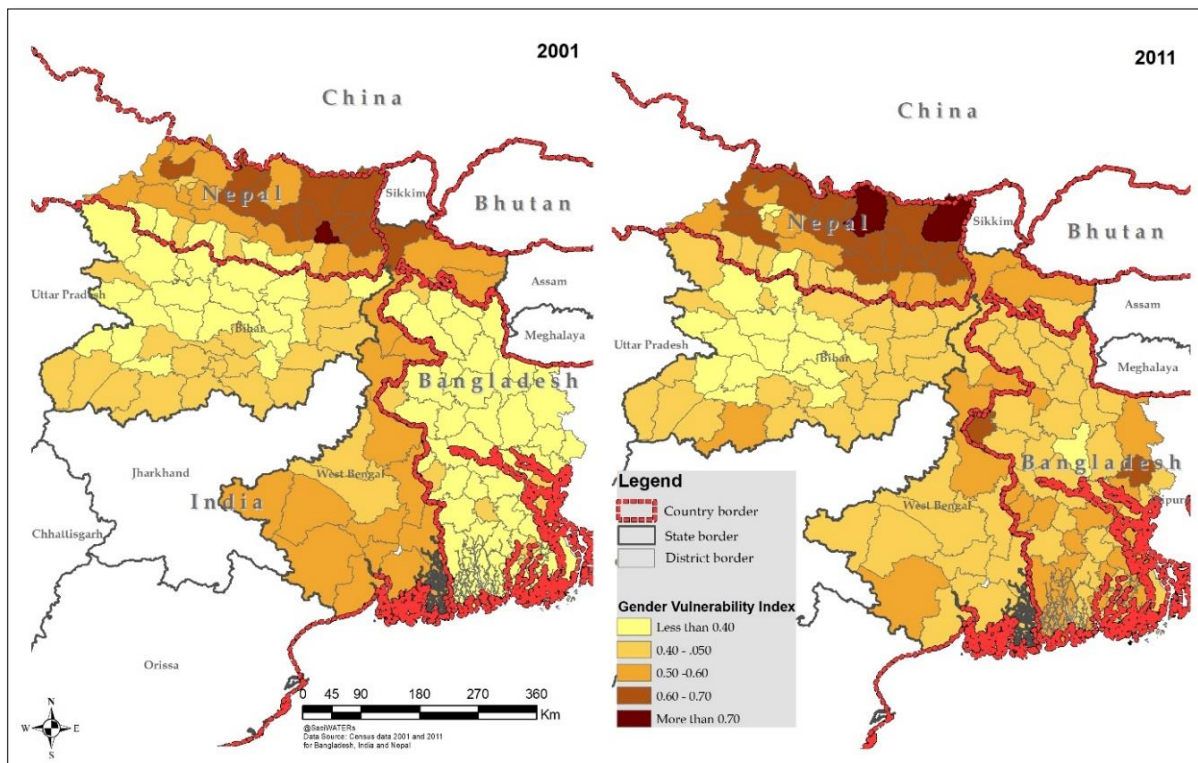 2001
China
Nepal
Sikkim
Bhutan
Assam
Uttar Pradesh
Bihar
Meghalaya
Bangladesh
Jharkhand
West Bengal
India
Chhattisgarh
Orissa
N
W E
S
0 45 90 180 270 360
Km
@SaciWATERs
Data Source: Census data 2001 and 2011
for Bangladesh, India and Nepal
2011
China
Nepal
Sikkim
Bhutan
Assam
Uttar Pradesh
Bihar
Meghalaya
Bangladesh
West Bengal
Legend
Country border
State border
District border
Gender Vulnerability Index
Less than 0.40
0.40 - .050
0.50 -0.60
0.60 - 0.70
More than 0.70